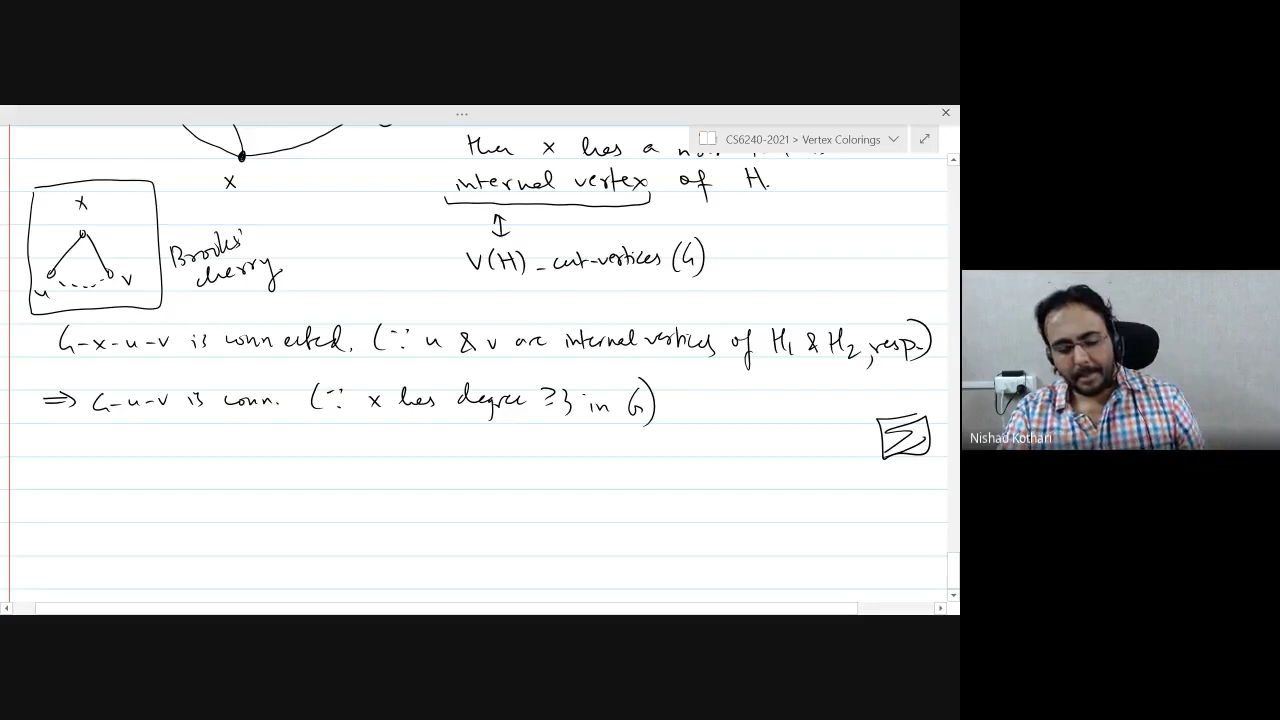 CS6240-2021 > Vertex Colorings
then x has a
x
internal vertex of H.
x
u v
Brooks' cherry
V(H) - cut-vertices (G)
G-x-u-v is connected. (∵ u & v are internal vertices of H₁ & H₂, resp.)
⇒ G-u-v is conn. (∵ x has degree ≥3 in G)
Nishad Kothari